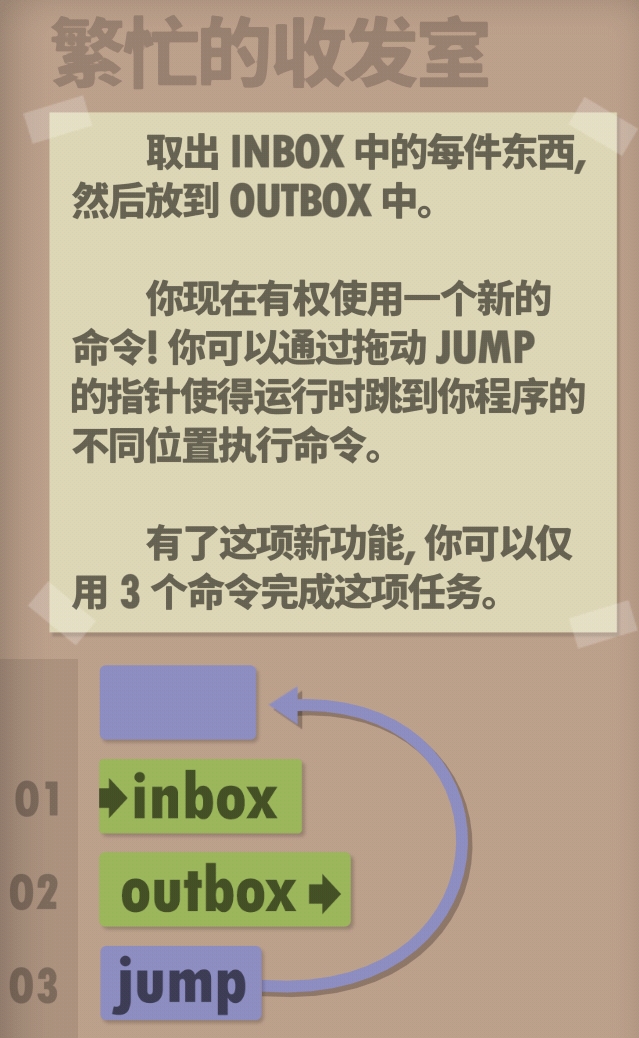 繁忙的收发室
取出 INBOX 中的每件东西,
然后放到 OUTBOX 中。
你现在有权使用一个新的
命令! 你可以通过拖动 JUMP
的指针使得运行时跳到你程序的
不同位置执行命令。
有了这项新功能, 你可以仅
用 3 个命令完成这项任务。
01 inbox
02 outbox
03 jump